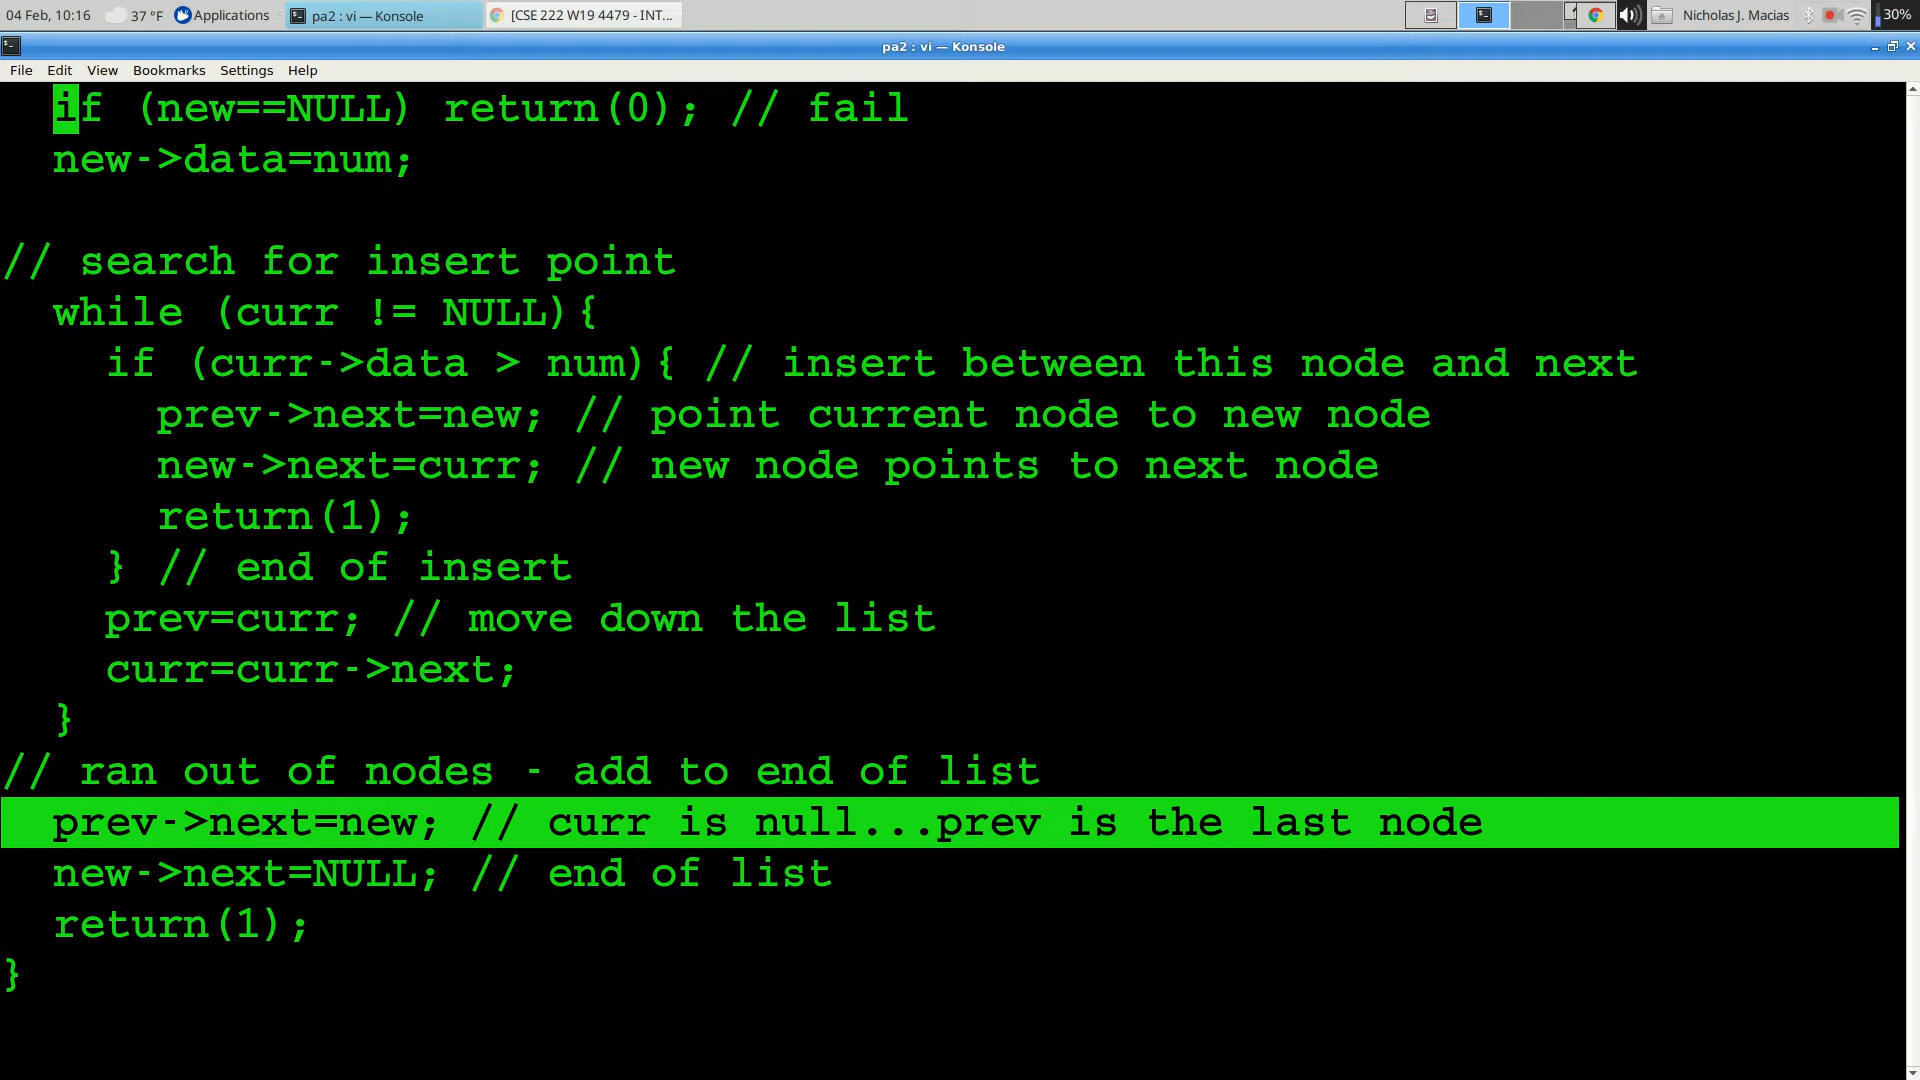 04 Feb, 10:16 37 °F Applications pa2 : vi — Konsole [CSE 222 W19 4479 - INT... Nicholas J. Macias 30%
pa2 : vi — Konsole
File Edit View Bookmarks Settings Help
if (new==NULL) return(0); // fail
new->data=num;
// search for insert point
while (curr != NULL){
if (curr->data > num){ // insert between this node and next
prev->next=new; // point current node to new node
new->next=curr; // new node points to next node
return(1);
} // end of insert
prev=curr; // move down the list
curr=curr->next;
}
// ran out of nodes - add to end of list
prev->next=new; // curr is null...prev is the last node
new->next=NULL; // end of list
return(1);
}